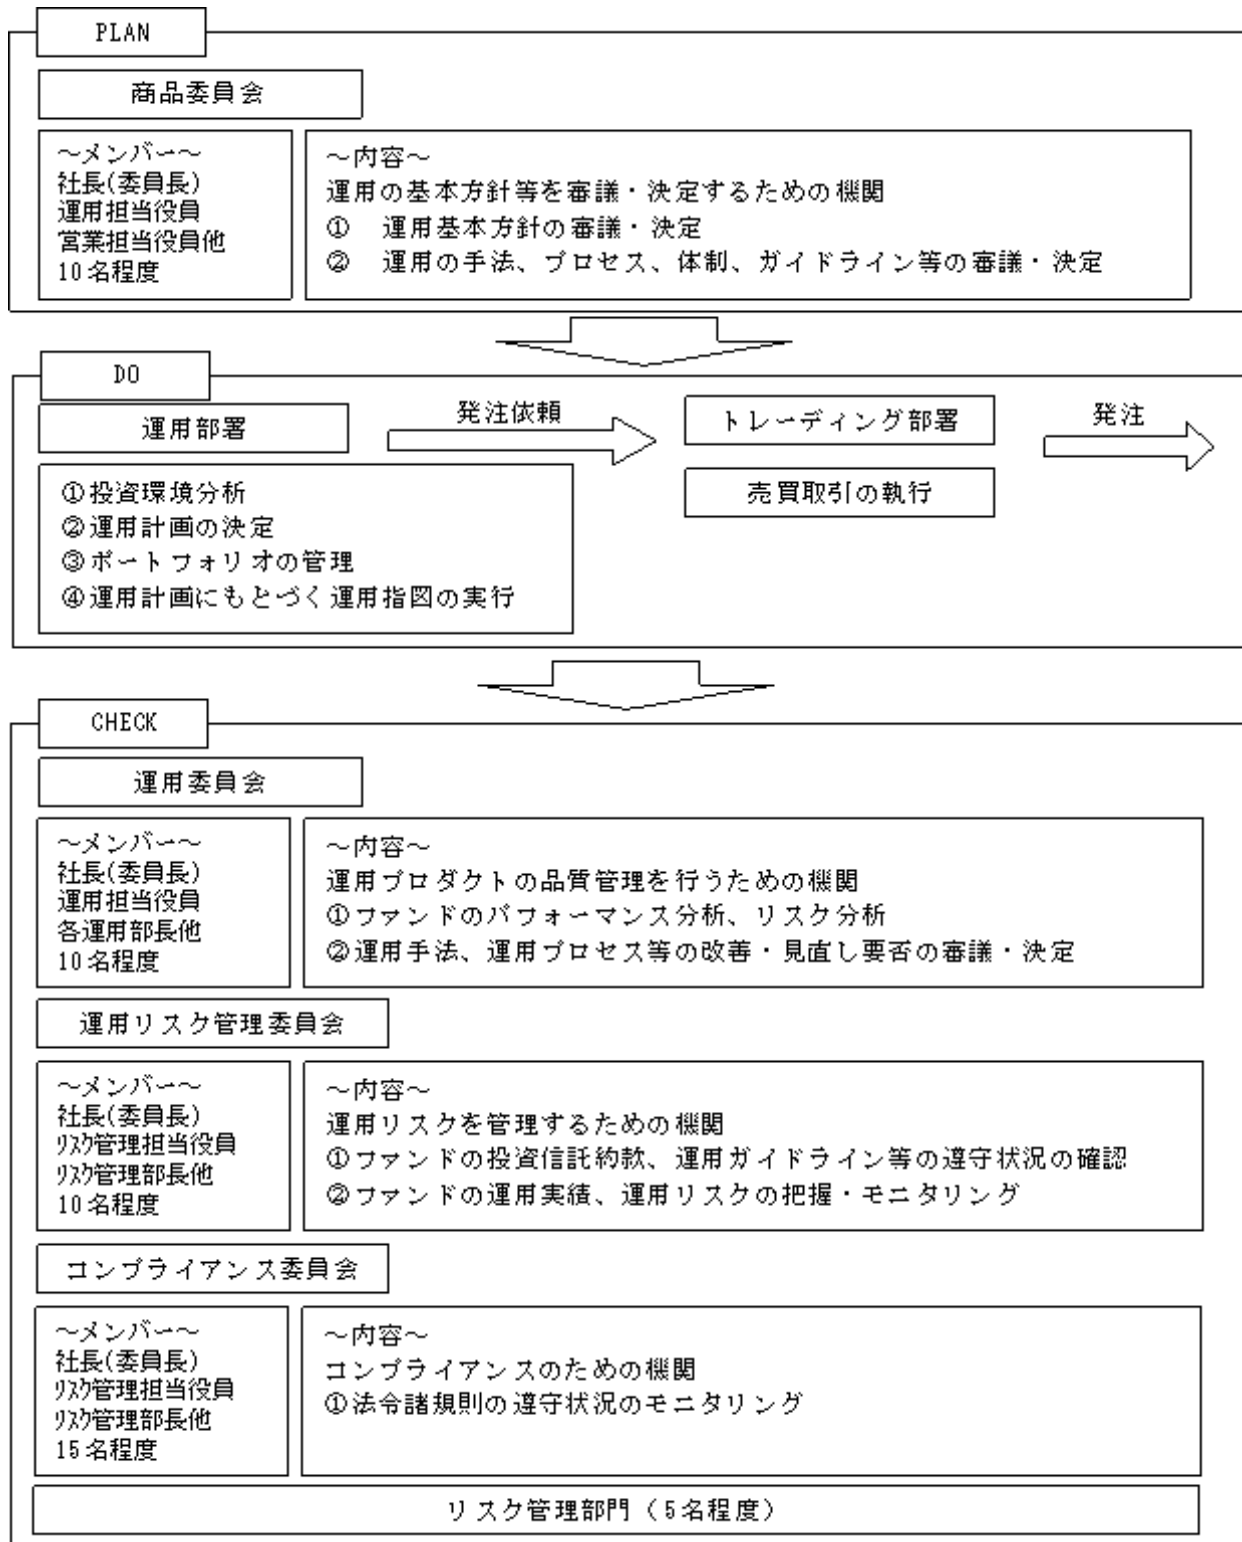 PLAN
商品委員会
～メンバー～
社長(委員長)
運用担当役員
営業担当役員他
10名程度
～内容～
運用の基本方針等を審議・決定するための機関
① 運用基本方針の審議・決定
② 運用の手法、プロセス、体制、ガイドライン等の審議・決定
DO
運用部署
発注依頼
トレーディング部署
発注
①投資環境分析
②運用計画の決定
③ポートフォリオの管理
④運用計画にもとづく運用指図の実行
売買取引の執行
CHECK
運用委員会
～メンバー～
社長(委員長)
運用担当役員
各運用部長他
10名程度
～内容～
運用プロダクトの品質管理を行うための機関
①ファンドのパフォーマンス分析、リスク分析
②運用手法、運用プロセス等の改善・見直し要否の審議・決定
運用リスク管理委員会
～メンバー～
社長(委員長)
ﾘｽｸ管理担当役員
ﾘｽｸ管理部長他
10名程度
～内容～
運用リスクを管理するための機関
①ファンドの投資信託約款、運用ガイドライン等の遵守状況の確認
②ファンドの運用実績、運用リスクの把握・モニタリング
コンプライアンス委員会
～メンバー～
社長(委員長)
ﾘｽｸ管理担当役員
ﾘｽｸ管理部長他
15名程度
～内容～
コンプライアンスのための機関
①法令諸規則の遵守状況のモニタリング
リスク管理部門（5名程度）